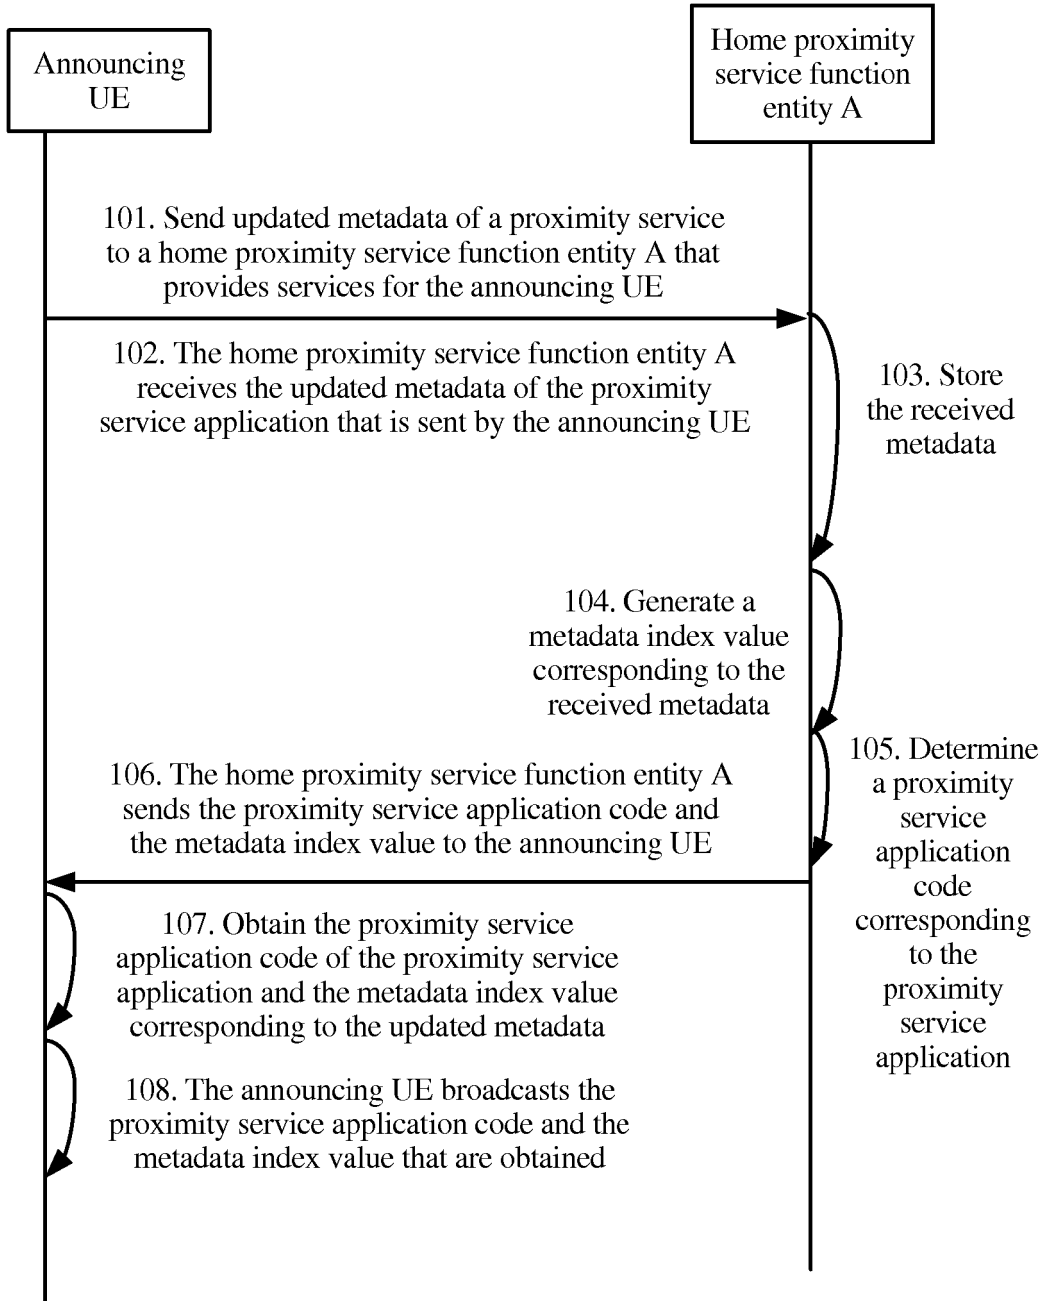 Announcing
UE
Home proximity
service function
entity A
101. Send updated metadata of a proximity service
to a home proximity service function entity A that
provides services for the announcing UE
102. The home proximity service function entity A
receives the updated metadata of the proximity
service application that is sent by the announcing UE
103. Store
the received
metadata
104. Generate a
metadata index value
corresponding to the
received metadata
105. Determine
a proximity
service
application
code
corresponding
to the
proximity
service
application
106. The home proximity service function entity A
sends the proximity service application code and
the metadata index value to the announcing UE
107. Obtain the proximity service
application code of the proximity service
application and the metadata index value
corresponding to the updated metadata
108. The announcing UE broadcasts the
proximity service application code and the
metadata index value that are obtained